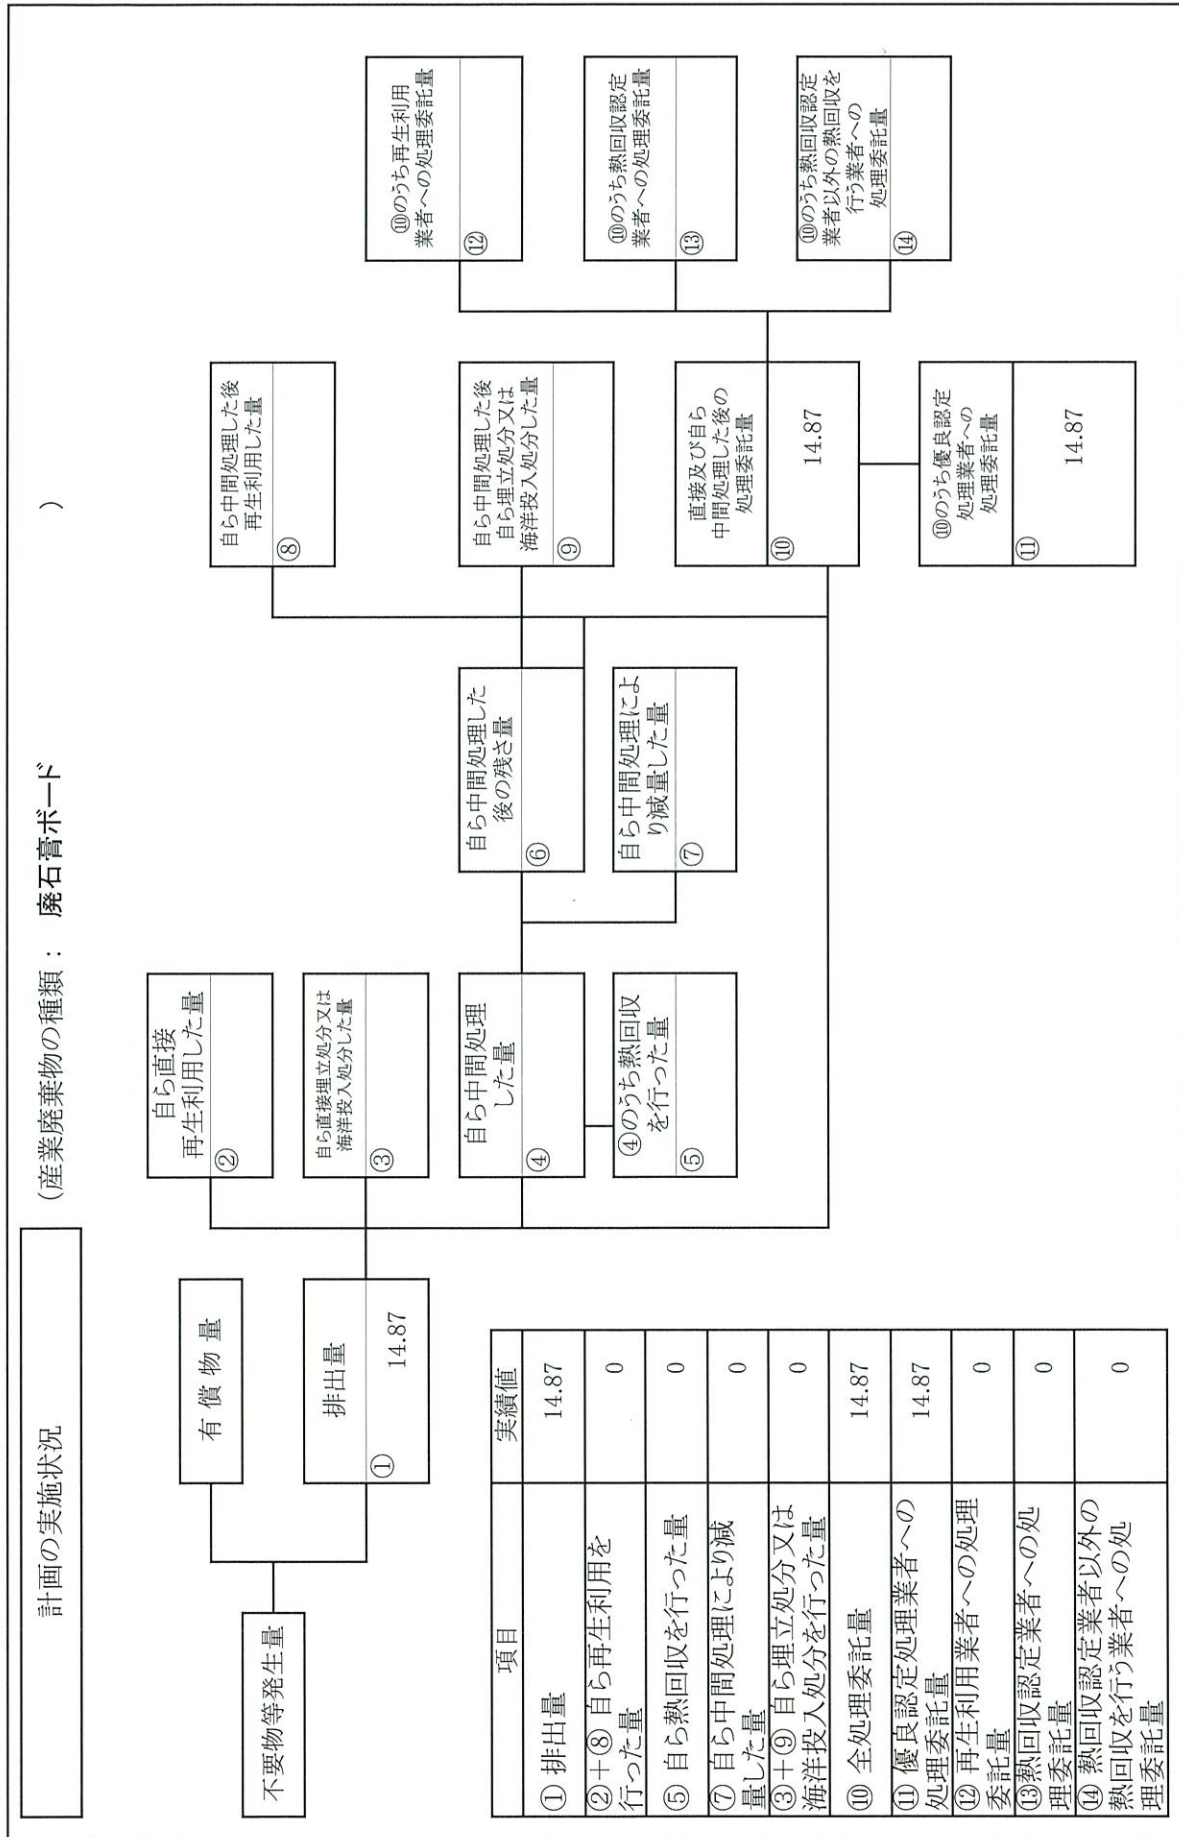 計画の実施状況
(産業廃棄物の種類： 廃石膏ボード )
不要物等発生量
有 償 物 量
排出量
①
14.87
自ら直接
再生利用した量
②
自ら直接埋立処分又は
海洋投入処分した量
③
自ら中間処理
した量
④
④のうち熱回収
を行った量
⑤
自ら中間処理した
後の残さ量
⑥
自ら中間処理によ
り減量した量
⑦
自ら中間処理した後
再生利用した量
⑧
自ら中間処理した後
自ら埋立処分又は
海洋投入処分した量
⑨
直接及び自ら
中間処理した後の
処理委託量
⑩
14.87
⑩のうち優良認定
処理業者への
処理委託量
⑪
14.87
⑩のうち再生利用
業者への処理委託量
⑫
⑩のうち熱回収認定
業者への処理委託量
⑬
⑩のうち熱回収認定
業者以外の熱回収を
行う業者への
処理委託量
⑭
項目 実績値
① 排出量 14.87
②＋⑧ 自ら再生利用を
行った量 0
⑤ 自ら熱回収を行った量 0
⑦ 自ら中間処理により減
量した量 0
③＋⑨ 自ら埋立処分又は
海洋投入処分を行った量 0
⑩ 全処理委託量 14.87
⑪ 優良認定処理業者への
処理委託量 14.87
⑫ 再生利用業者への処理
委託量 0
⑬熱回収認定業者への処
理委託量 0
⑭ 熱回収認定業者以外の
熱回収を行う業者への処
理委託量 0